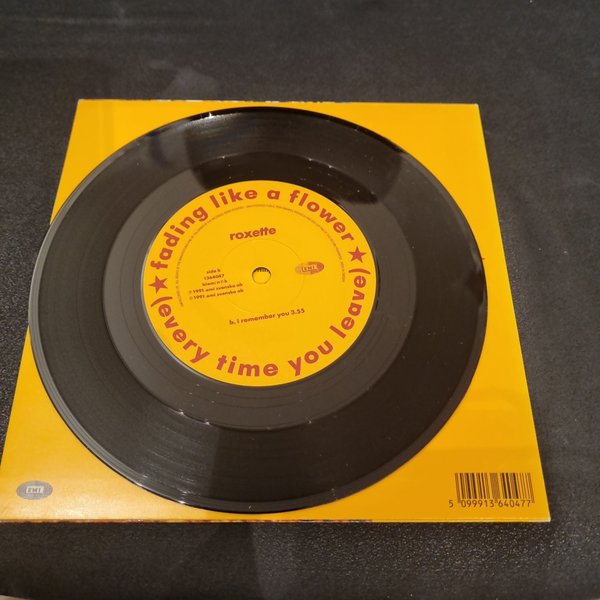 ★ fading like a flower ★
(every time you leave)
roxette
side b
1364047
℗ 1991 emi svenska ab
© 1991 emi svenska ab
EMI
b. i remember you 3.55
EMI
5 099913 640477